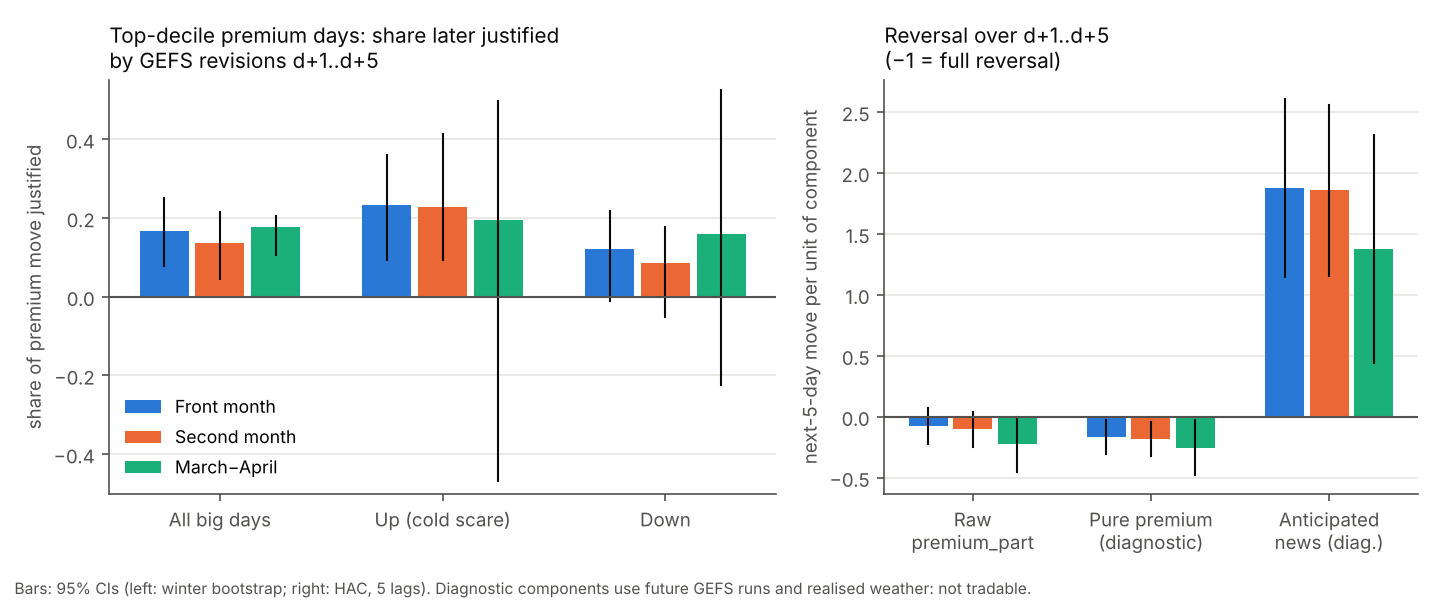 Top-decile premium days: share later justified
by GEFS revisions d+1..d+5
share of premium move justified
0.4
0.2
0.0
−0.2
−0.4
Front month
Second month
March−April
All big days
Up (cold scare)
Down
Reversal over d+1..d+5
(−1 = full reversal)
next-5-day move per unit of component
2.5
2.0
1.5
1.0
0.5
0.0
−0.5
Raw
premium_part
Pure premium
(diagnostic)
Anticipated
news (diag.)
Bars: 95% CIs (left: winter bootstrap; right: HAC, 5 lags). Diagnostic components use future GEFS runs and realised weather: not tradable.